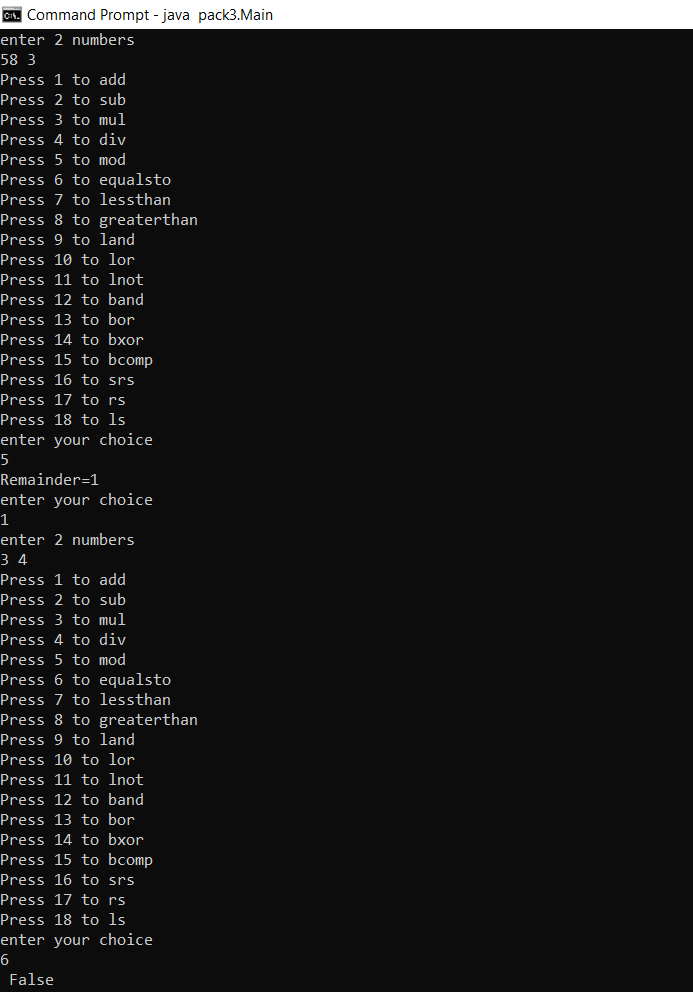 Command Prompt - java  pack3.Main
enter 2 numbers
58 3
Press 1 to add
Press 2 to sub
Press 3 to mul
Press 4 to div
Press 5 to mod
Press 6 to equalsto
Press 7 to lessthan
Press 8 to greaterthan
Press 9 to land
Press 10 to lor
Press 11 to lnot
Press 12 to band
Press 13 to bor
Press 14 to bxor
Press 15 to bcomp
Press 16 to srs
Press 17 to rs
Press 18 to ls
enter your choice
5
Remainder=1
enter your choice
1
enter 2 numbers
3 4
Press 1 to add
Press 2 to sub
Press 3 to mul
Press 4 to div
Press 5 to mod
Press 6 to equalsto
Press 7 to lessthan
Press 8 to greaterthan
Press 9 to land
Press 10 to lor
Press 11 to lnot
Press 12 to band
Press 13 to bor
Press 14 to bxor
Press 15 to bcomp
Press 16 to srs
Press 17 to rs
Press 18 to ls
enter your choice
6
 False